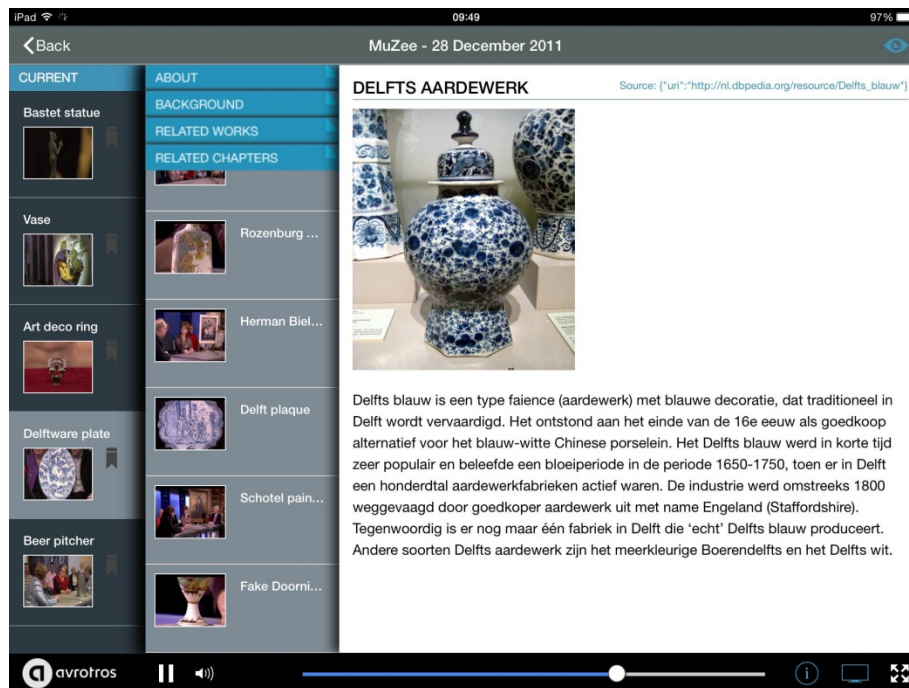 iPad 09:49 97%
Back MuZee - 28 December 2011
CURRENT
Bastet statue
Vase
Art deco ring
Delftware plate
Beer pitcher
ABOUT
BACKGROUND
RELATED WORKS
RELATED CHAPTERS
Rozenburg ...
Herman Biel...
Delft plaque
Schotel pain...
Fake Doorni...
DELFTS AARDEWERK
Source: {"uri":"http://nl.dbpedia.org/resource/Delfts_blauw"}
Delfts blauw is een type faience (aardewerk) met blauwe decoratie, dat traditioneel in
Delft wordt vervaardigd. Het ontstond aan het einde van de 16e eeuw als goedkoop
alternatief voor het blauw-witte Chinese porselein. Het Delfts blauw werd in korte tijd
zeer populair en beleefde een bloeiperiode in de periode 1650-1750, toen er in Delft
een honderdtal aardewerkfabrieken actief waren. De industrie werd omstreeks 1800
weggevaagd door goedkoper aardewerk uit met name Engeland (Staffordshire).
Tegenwoordig is er nog maar één fabriek in Delft die ‘echt’ Delfts blauw produceert.
Andere soorten Delfts aardewerk zijn het meerkleurige Boerendelfts en het Delfts wit.
avrotros